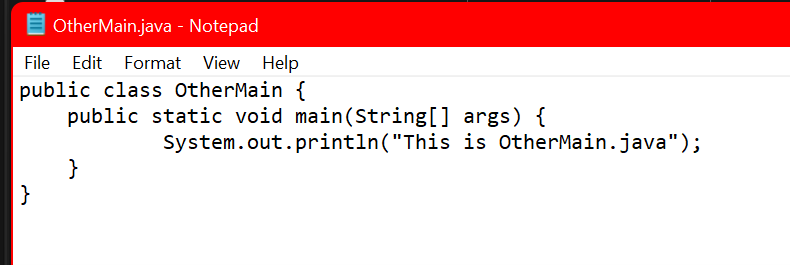 OtherMain.java - Notepad
File Edit Format View Help
public class OtherMain {
    public static void main(String[] args) {
            System.out.println("This is OtherMain.java");
    }
}